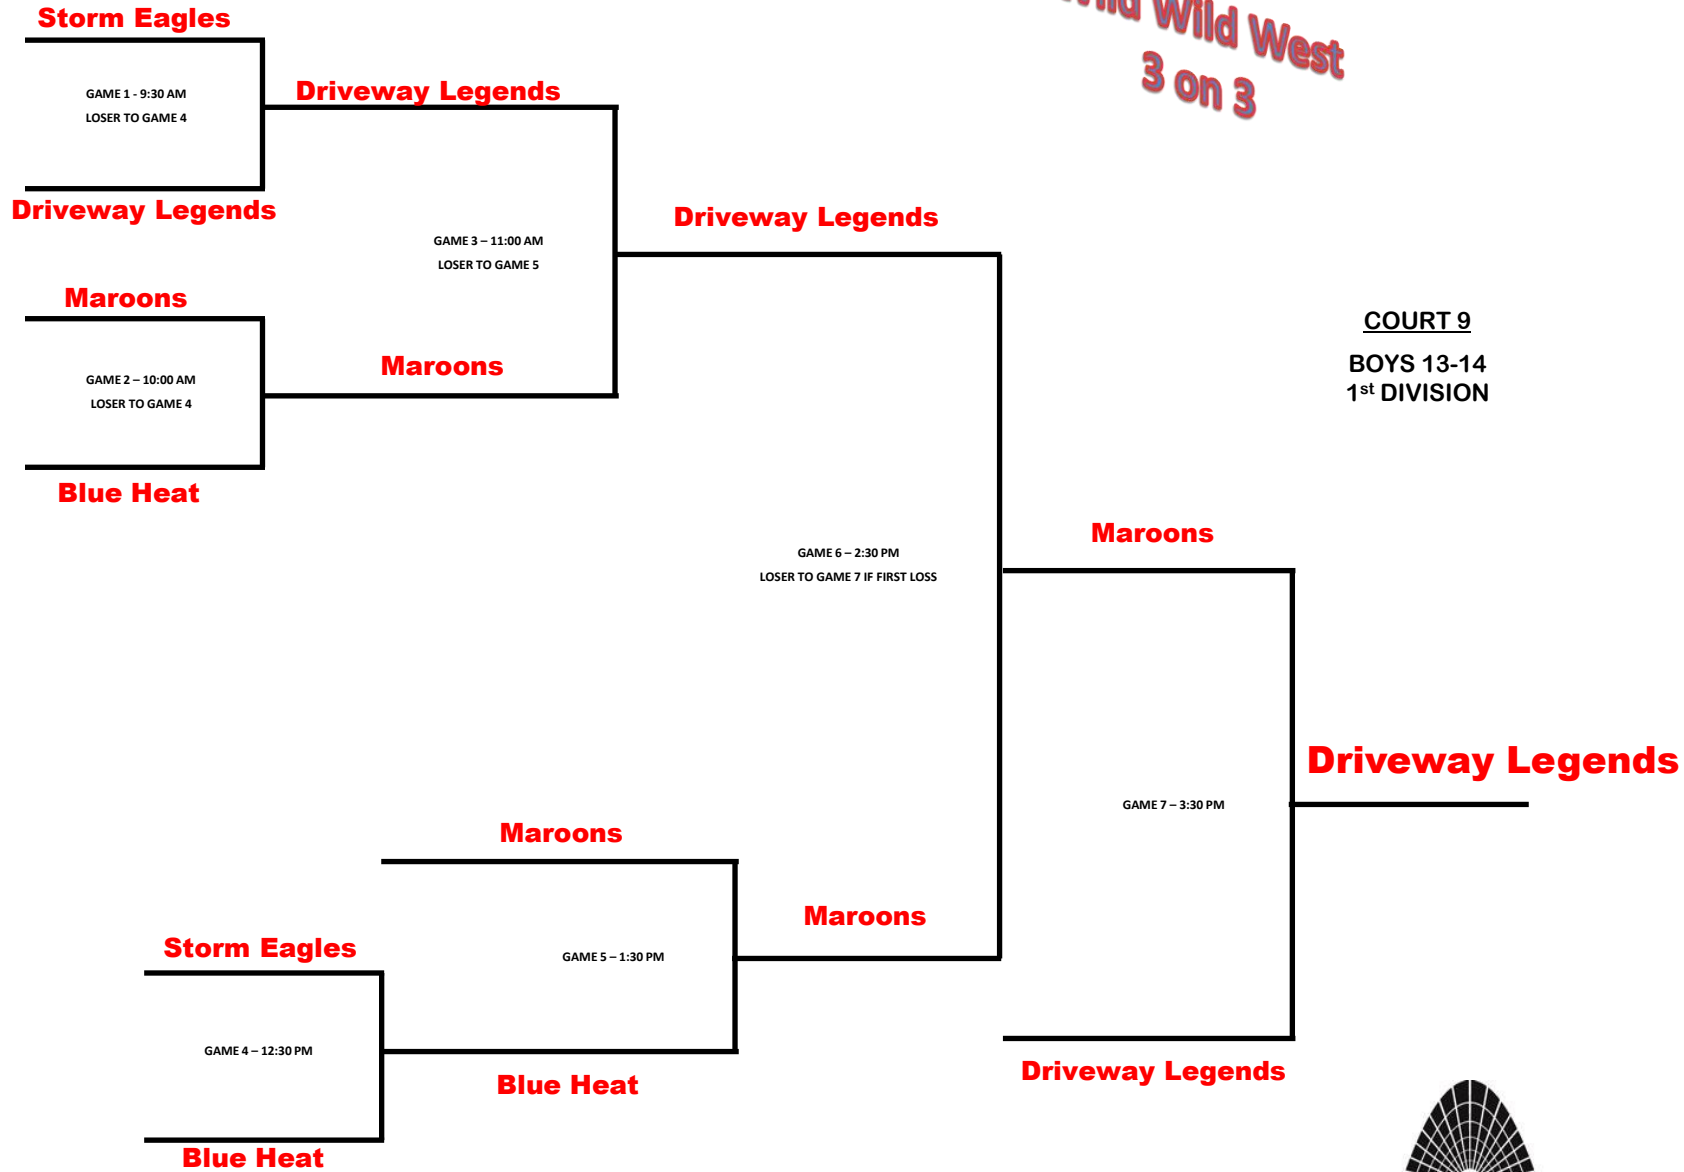 Storm Eagles
Wild West
3 on 3
GAME 1 - 9:30 AM
LOSER TO GAME 4
Driveway Legends
Driveway Legends
Driveway Legends
GAME 3 – 11:00 AM
LOSER TO GAME 5
Maroons
COURT 9
BOYS 13-14
1st DIVISION
GAME 2 – 10:00 AM
LOSER TO GAME 4
Maroons
Blue Heat
Maroons
GAME 6 – 2:30 PM
LOSER TO GAME 7 IF FIRST LOSS
Driveway Legends
GAME 7 – 3:30 PM
Maroons
Maroons
Storm Eagles
GAME 5 – 1:30 PM
GAME 4 – 12:30 PM
Blue Heat
Driveway Legends
Blue Heat